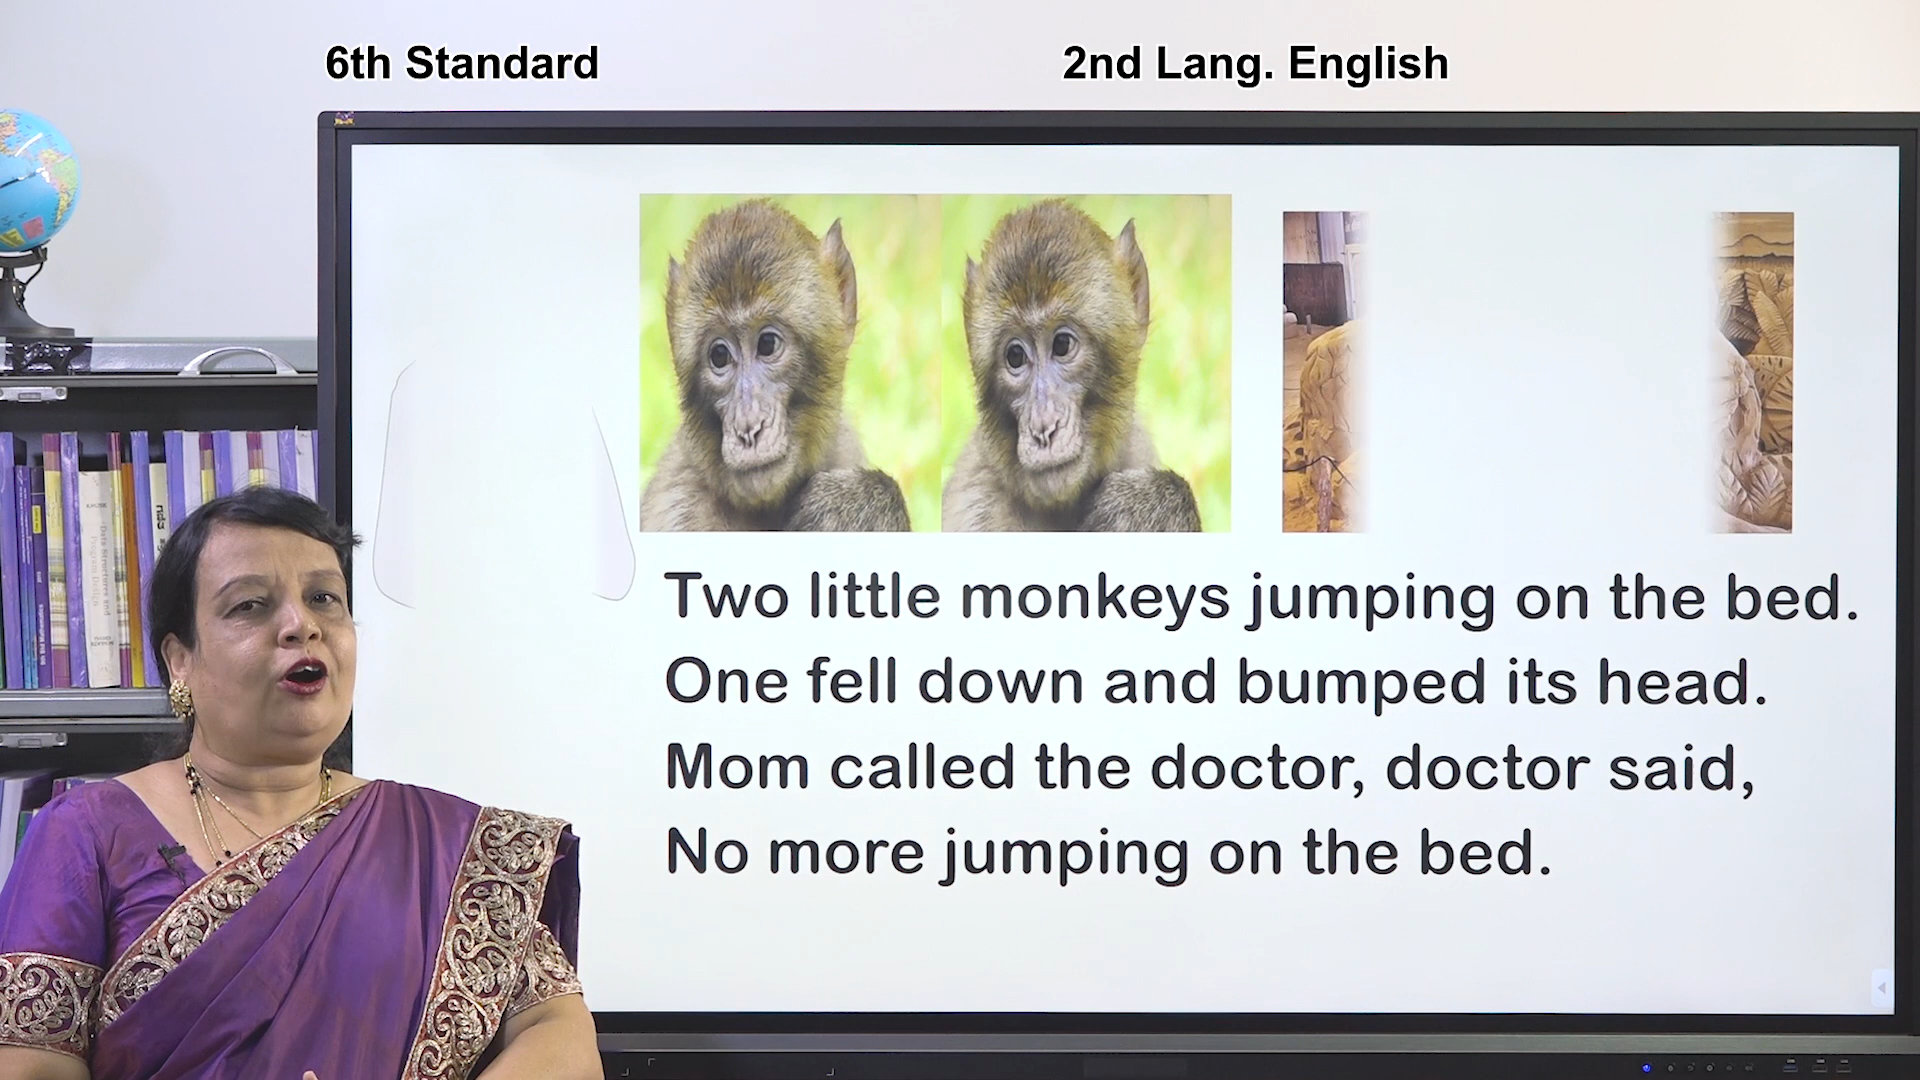 6th Standard
2nd Lang. English
Two little monkeys jumping on the bed.
One fell down and bumped its head.
Mom called the doctor, doctor said,
No more jumping on the bed.